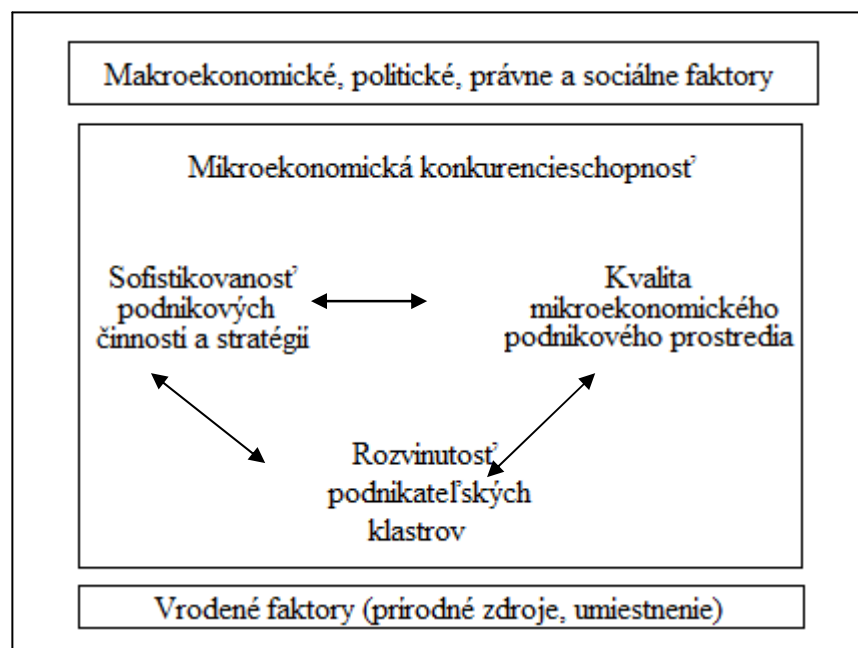 Makroekonomické, politické, právne a sociálne faktory
Mikroekonomická konkurencieschopnosť
Sofistikovanosť
podnikových
činností a stratégií
Kvalita
mikroekonomického
podnikového prostredia
Rozvinutosť
podnikateľských
klastrov
Vrodené faktory (prírodné zdroje, umiestnenie)